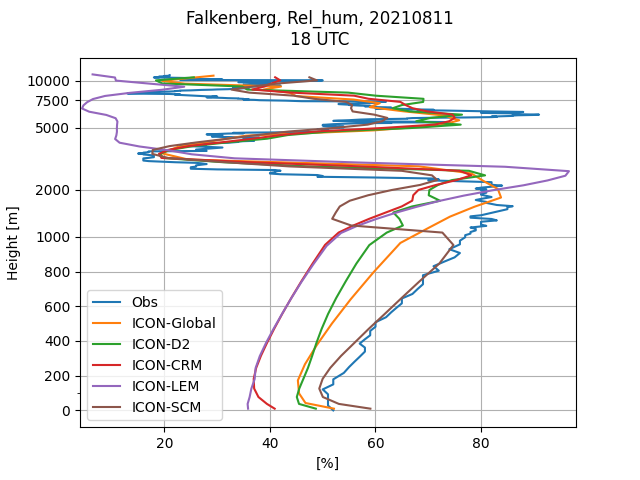 Falkenberg, Rel_hum, 20210811
18 UTC
10000
7500
5000
2000
1000
800
600
400
200
0
Height [m]
Obs
ICON-Global
ICON-D2
ICON-CRM
ICON-LEM
ICON-SCM
20
40
60
80
[%]